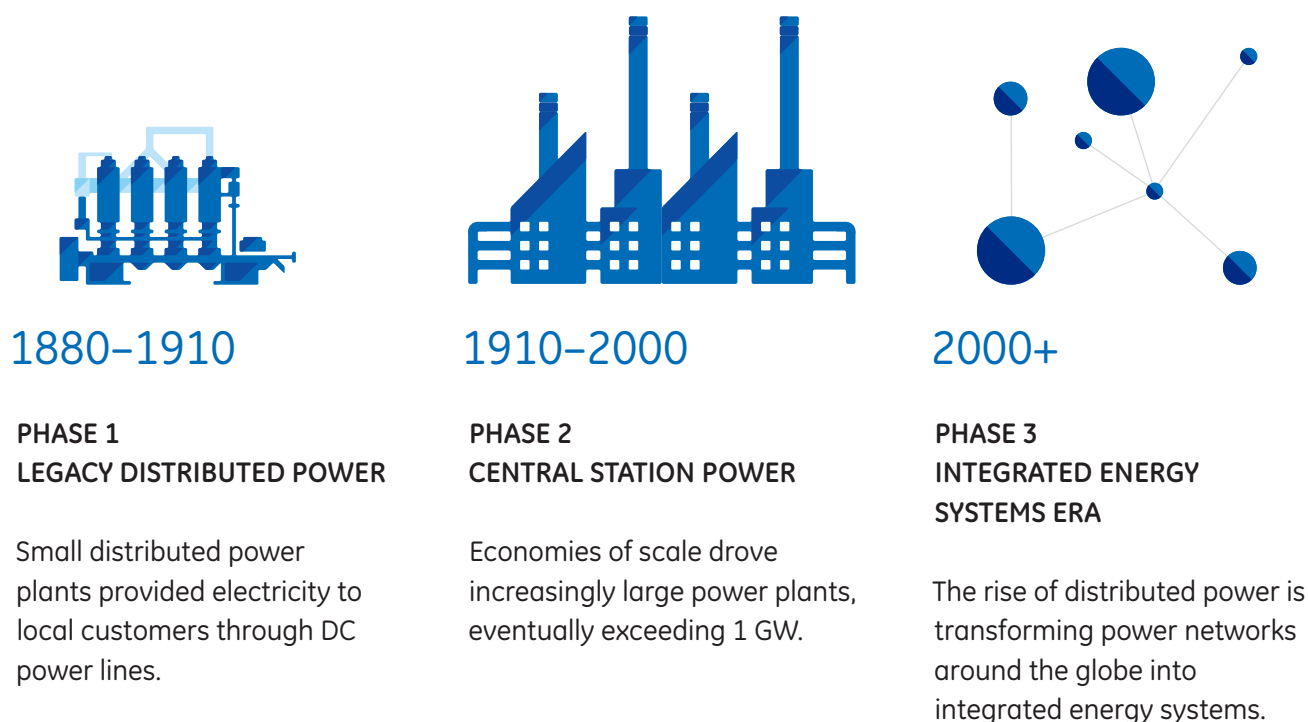 1880–1910
PHASE 1
LEGACY DISTRIBUTED POWER
Small distributed power
plants provided electricity to
local customers through DC
power lines.
1910–2000
PHASE 2
CENTRAL STATION POWER
Economies of scale drove
increasingly large power plants,
eventually exceeding 1 GW.
2000+
PHASE 3
INTEGRATED ENERGY
SYSTEMS ERA
The rise of distributed power is
transforming power networks
around the globe into
integrated energy systems.